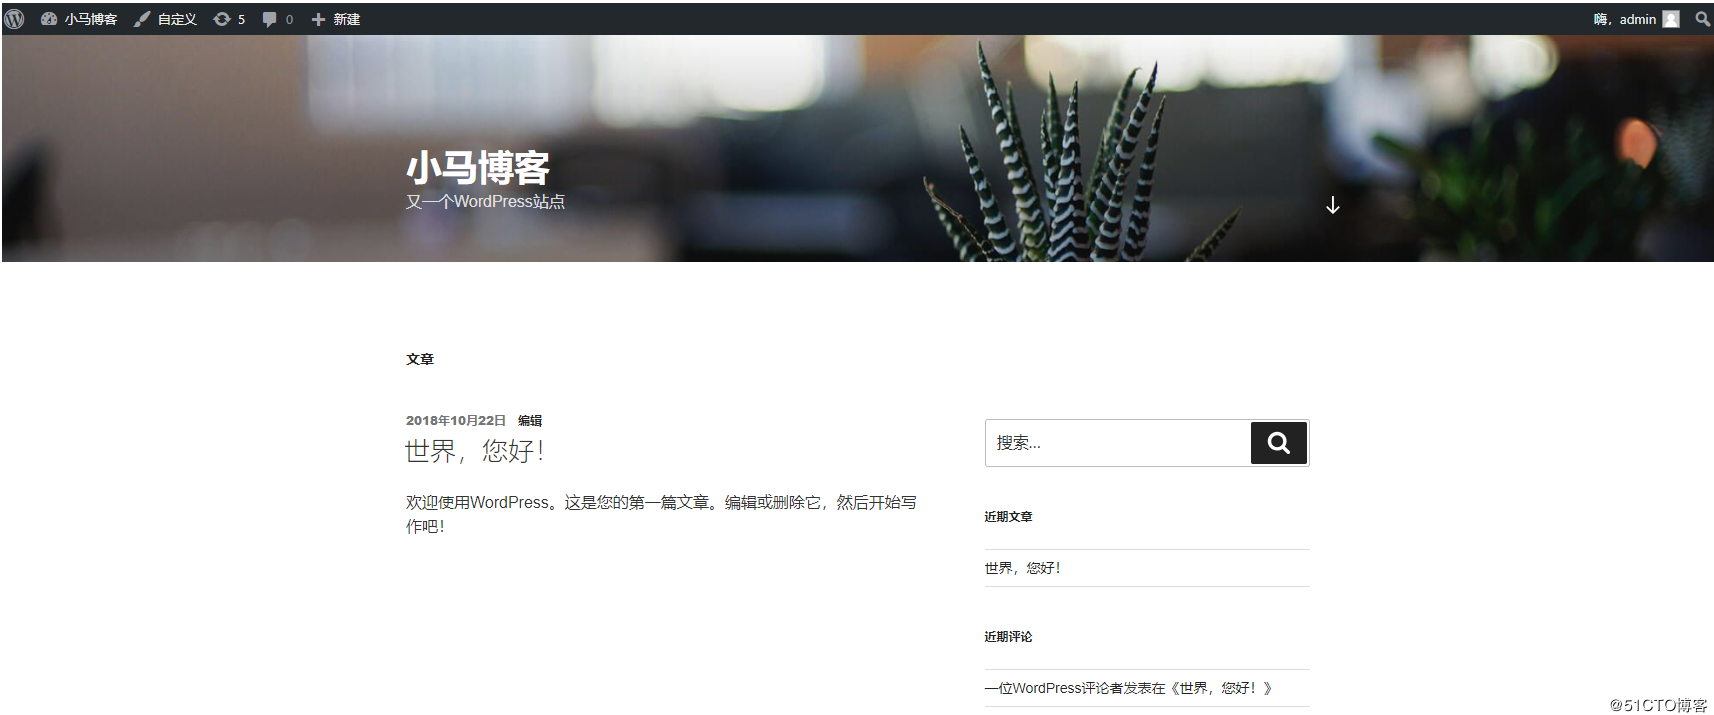 小马博客 自定义 5 0 新建 嗨，admin
小马博客
又一个WordPress站点
文章
2018年10月22日 编辑
世界，您好！
欢迎使用WordPress。这是您的第一篇文章。编辑或删除它，然后开始写
作吧！
搜索...
近期文章
世界，您好！
近期评论
一位WordPress评论者发表在《世界，您好！》
@51CTO博客